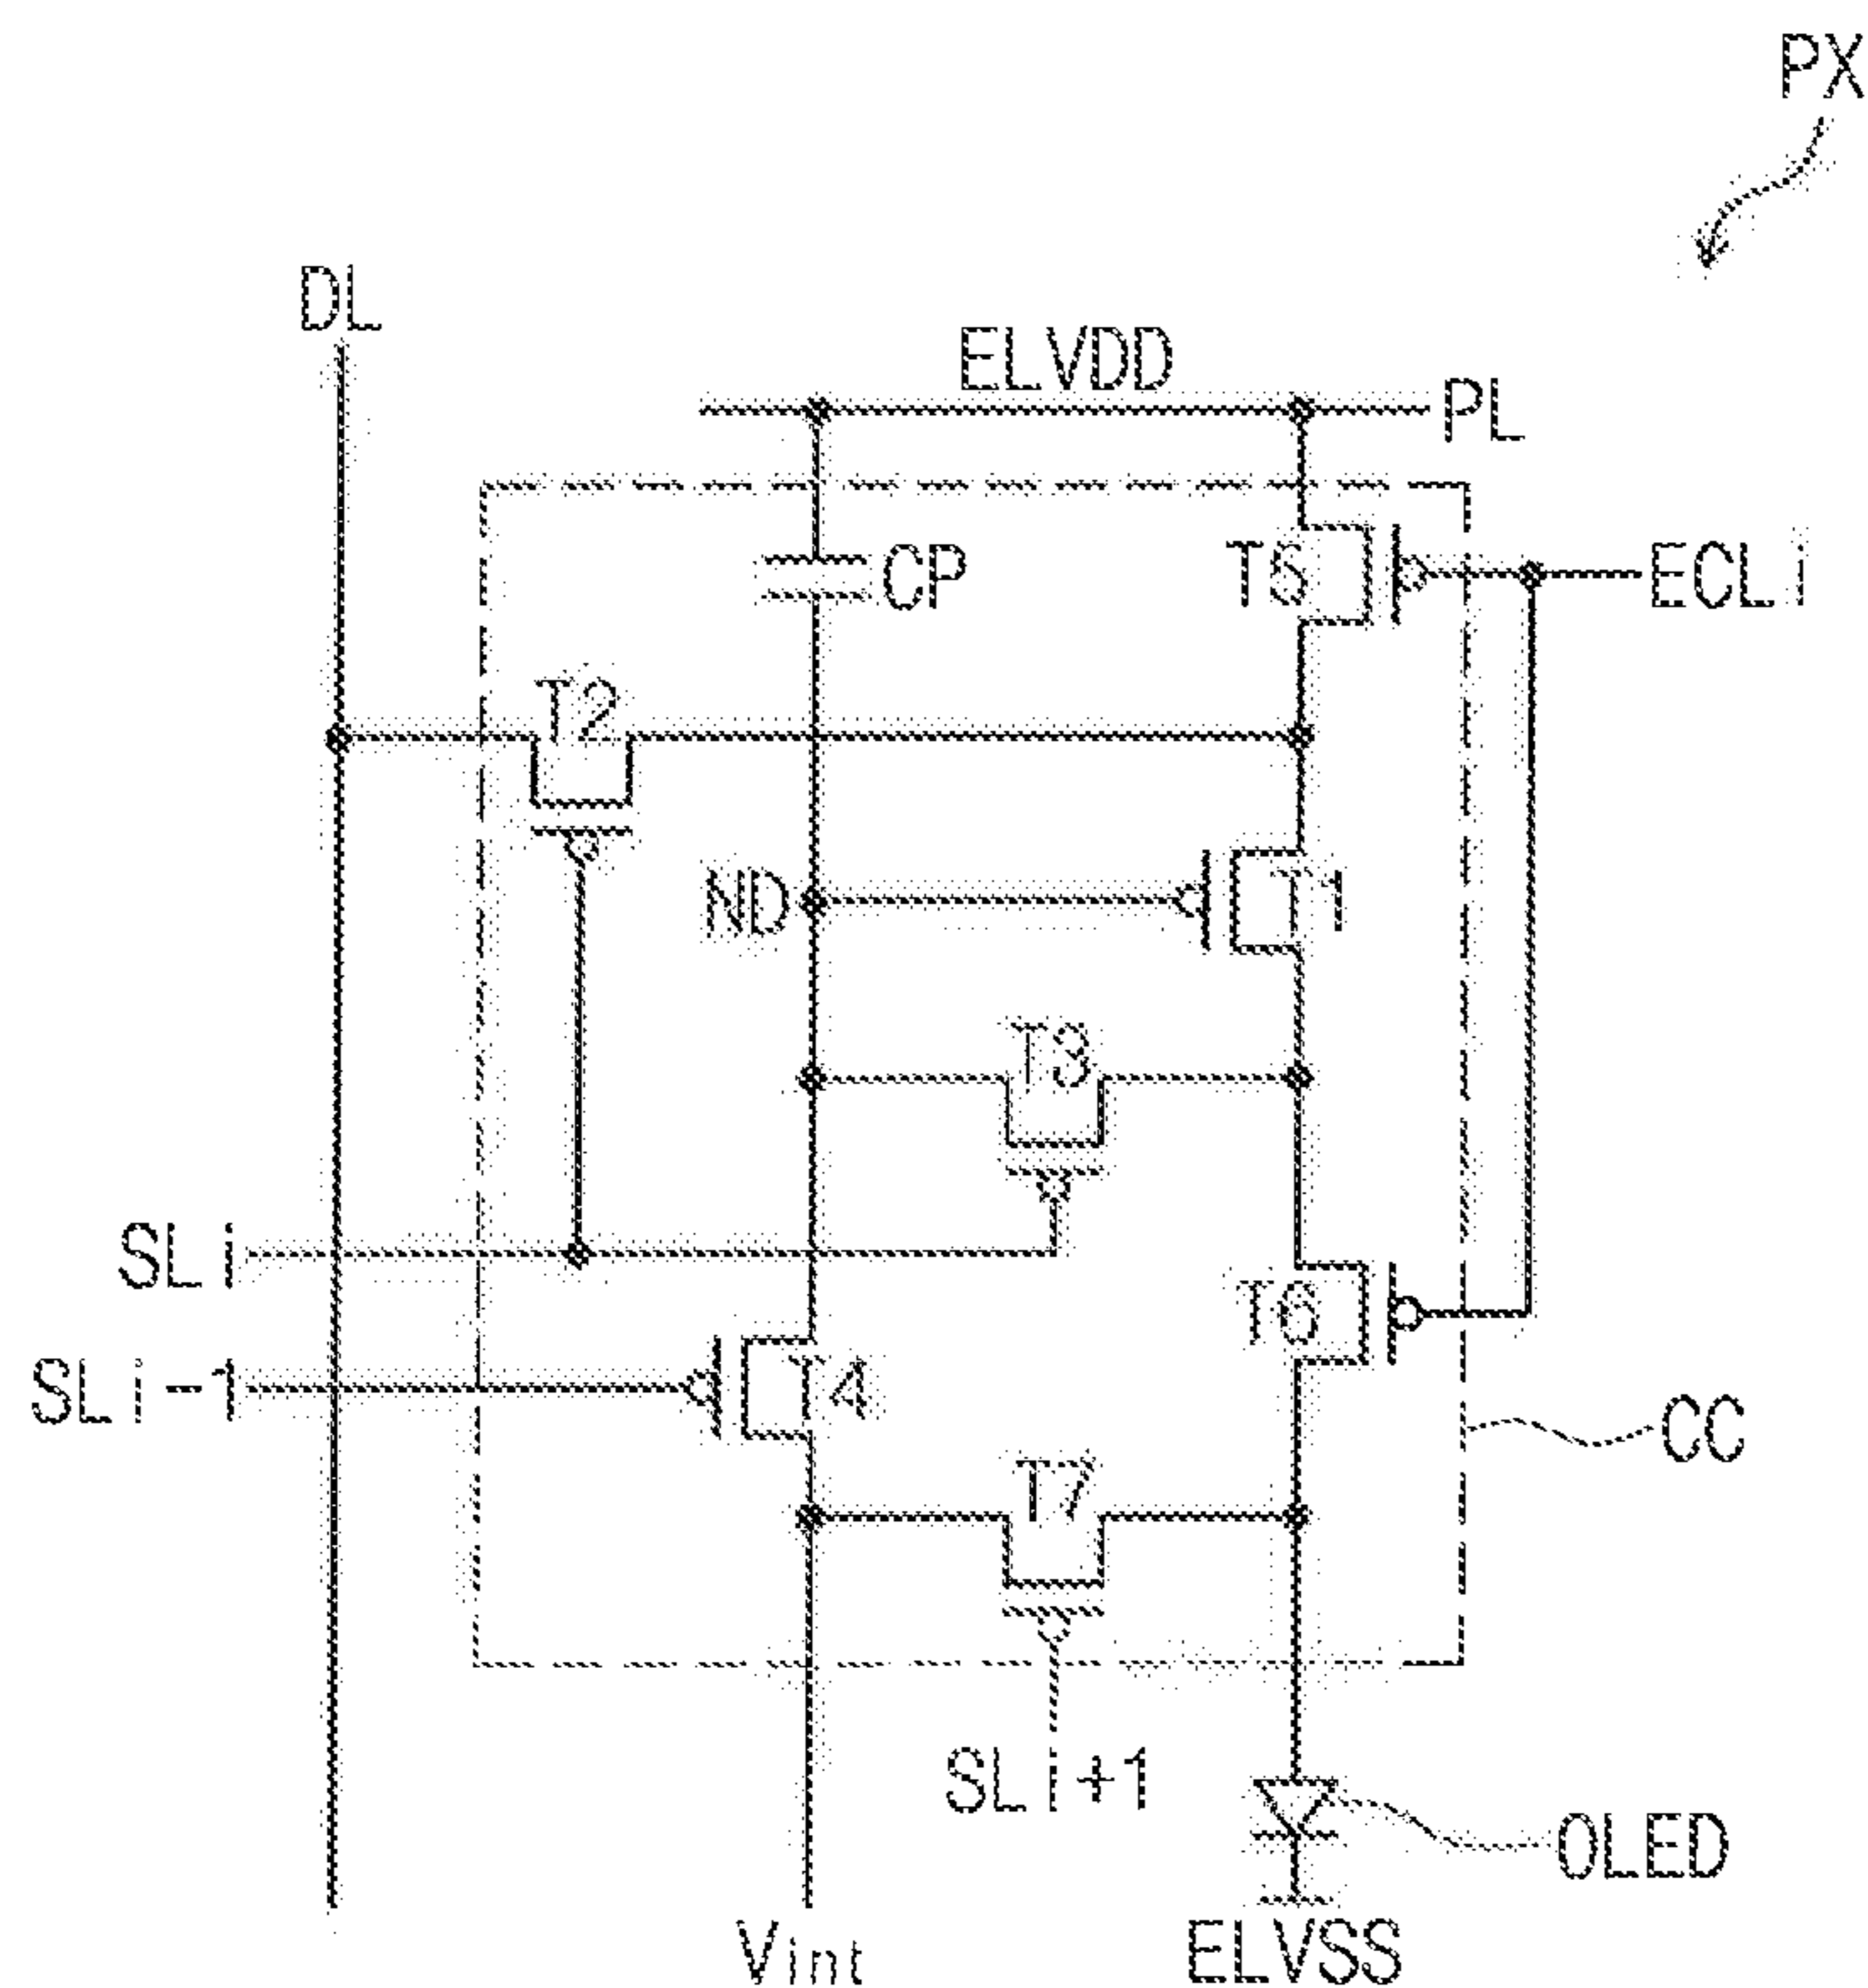 PX
DL
ELVDD
PL
CP
T5
ECLi
T2
ND
T1
T3
SLi
T6
SLi-1
T4
CC
T7
SLi+1
OLED
Vint
ELVSS